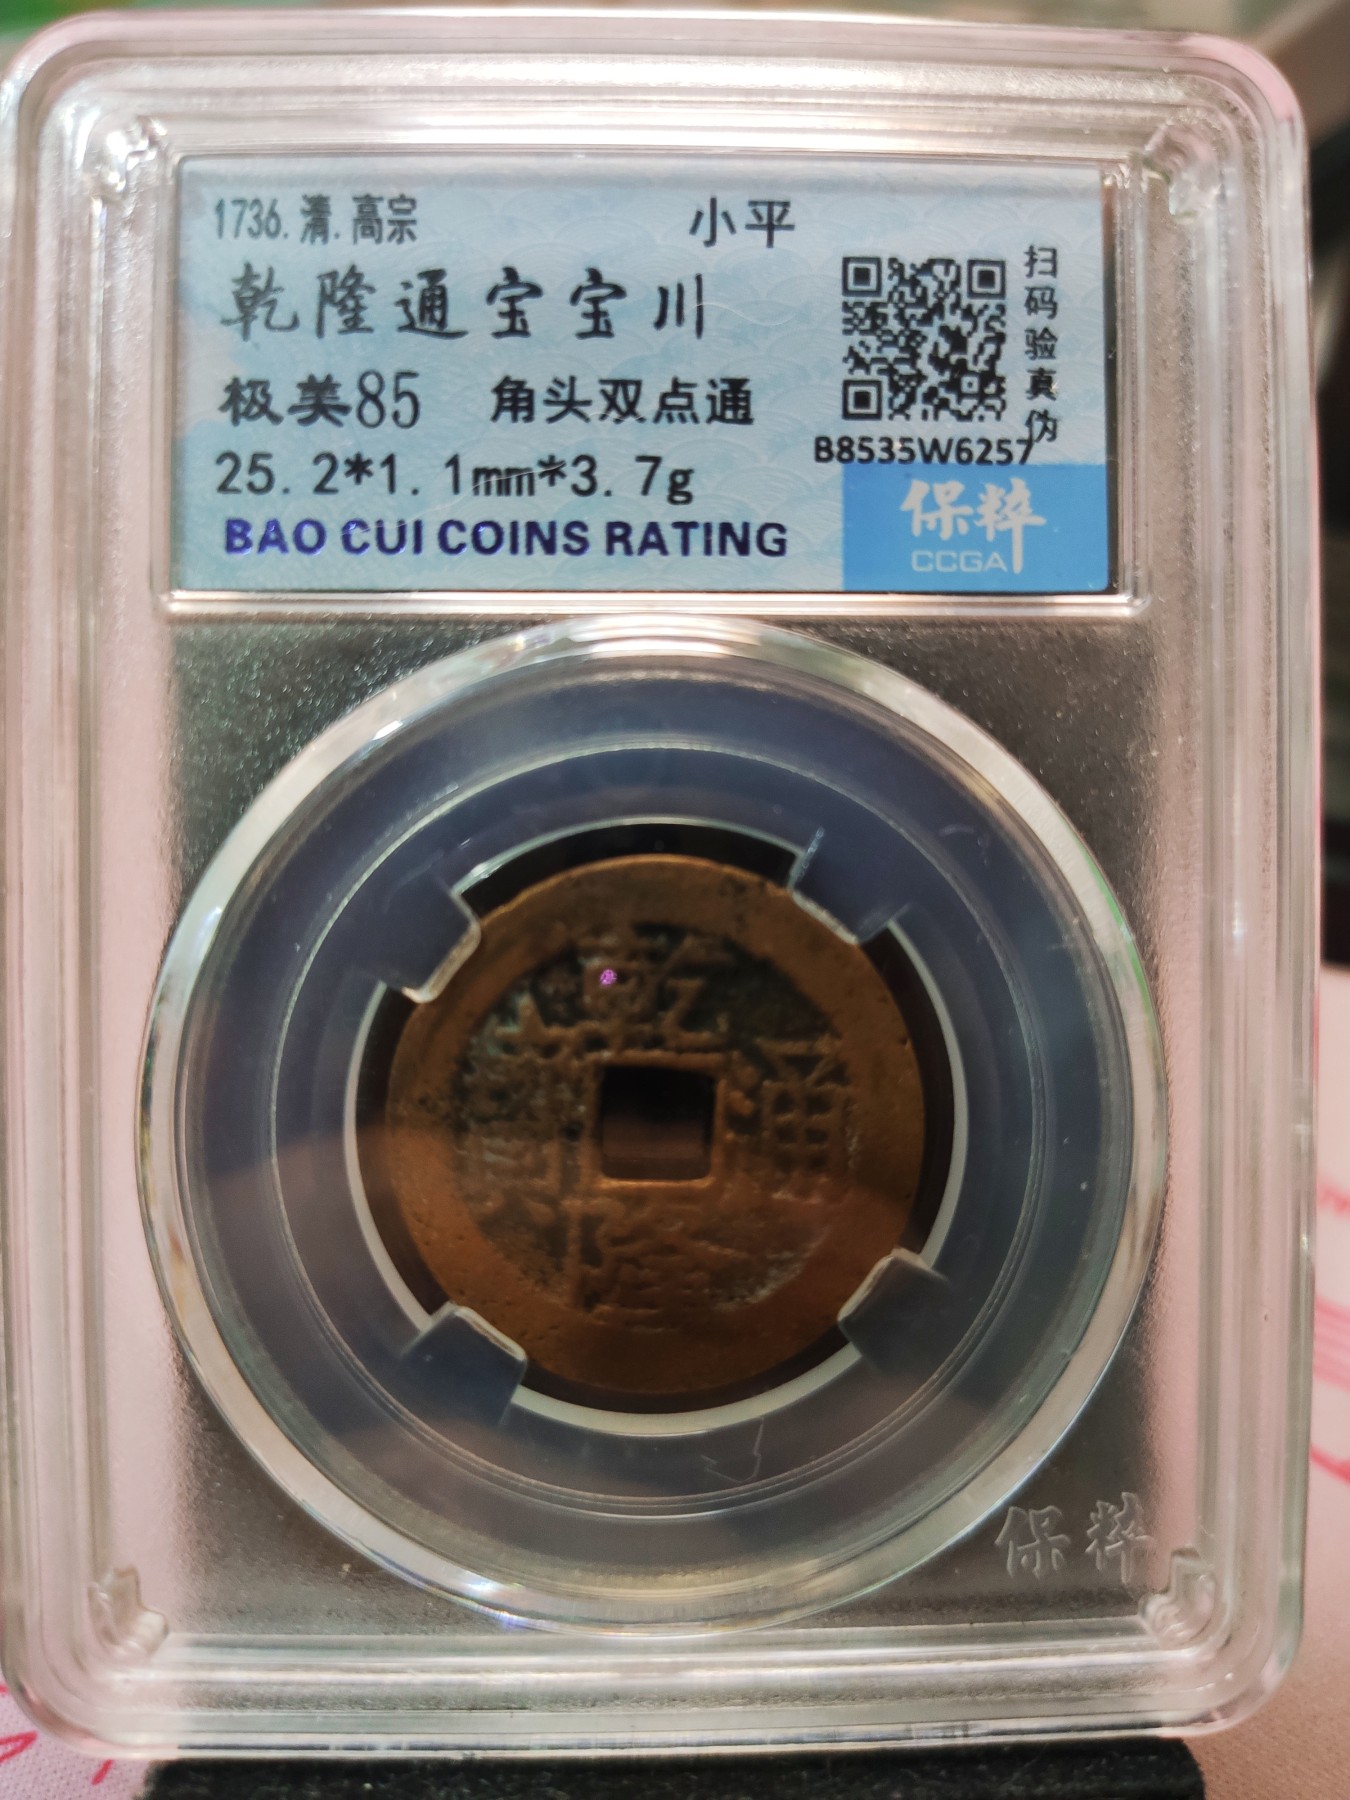 1736.清.高宗 小平
乾隆通宝宝川
极美85 角头双点通
25.2*1.1mm*3.7g
BAO CUI COINS RATING
扫码验真伪
B8535W6257
保粹
CCGA
乾隆通寳
保粹